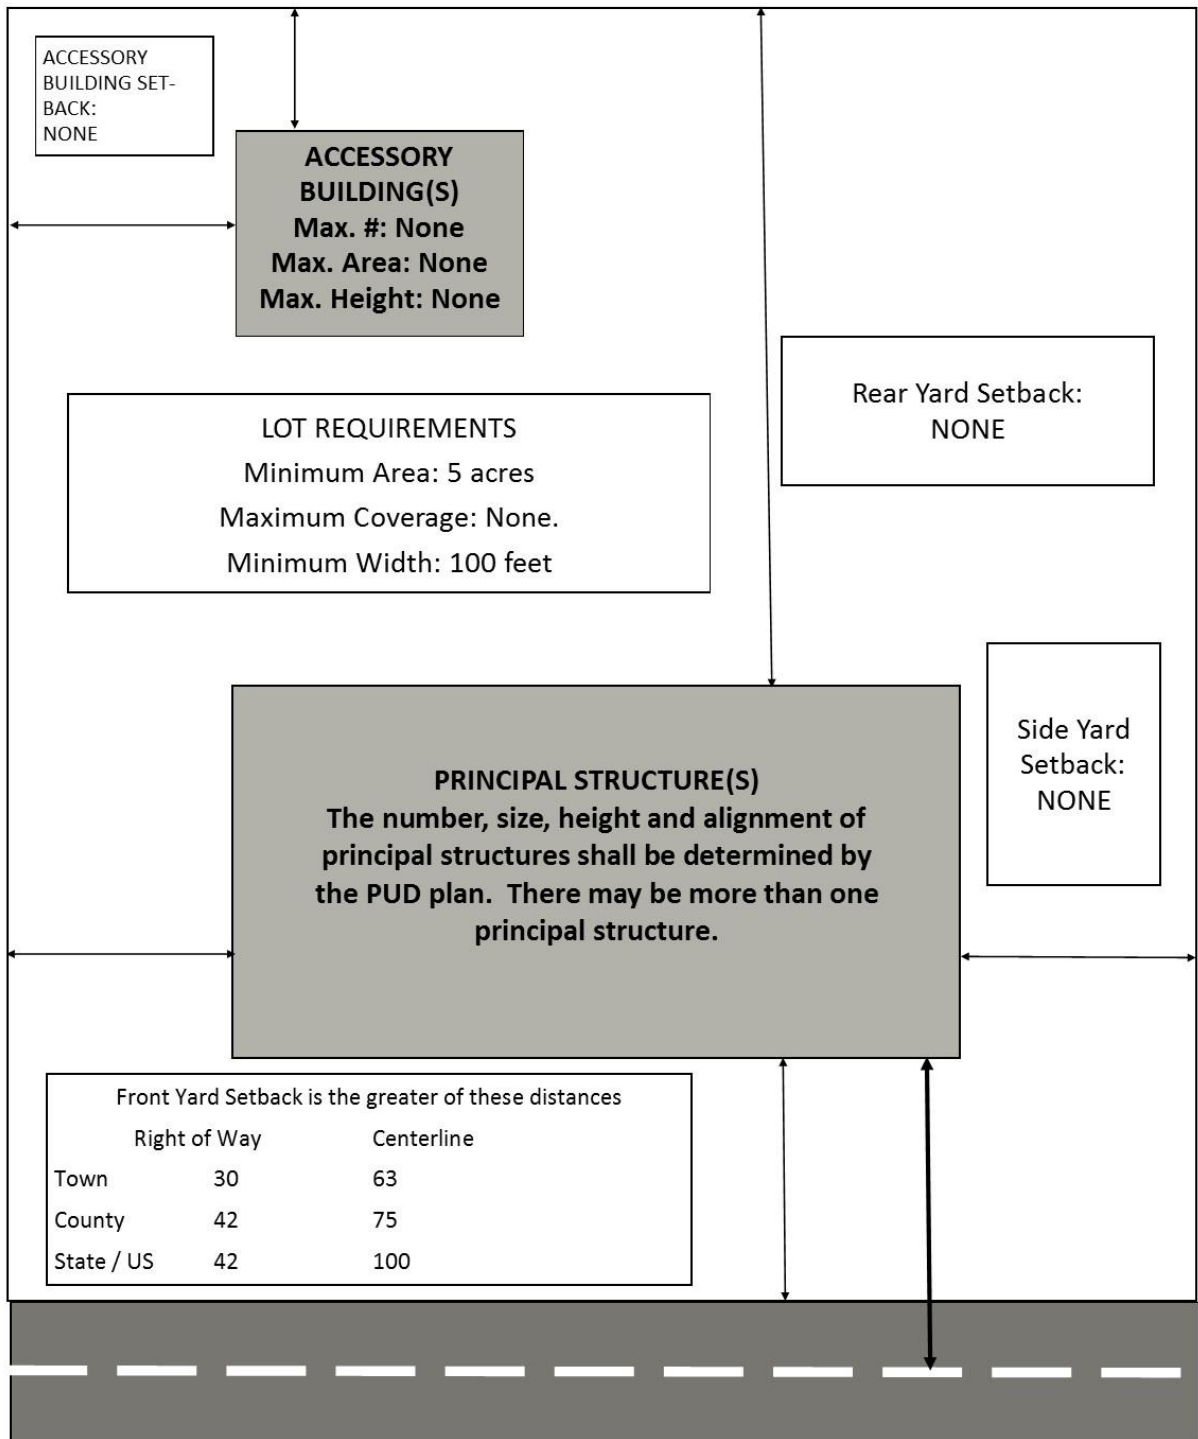 ACCESSORY
BUILDING SET-
BACK:
NONE
ACCESSORY
BUILDING(S)
Max. #: None
Max. Area: None
Max. Height: None
Rear Yard Setback:
NONE
LOT REQUIREMENTS
Minimum Area: 5 acres
Maximum Coverage: None.
Minimum Width: 100 feet
Side Yard
Setback:
NONE
PRINCIPAL STRUCTURE(S)
The number, size, height and alignment of
principal structures shall be determined by
the PUD plan.  There may be more than one
principal structure.
Front Yard Setback is the greater of these distances
Right of Way Centerline
Town 30 63
County 42 75
State / US 42 100